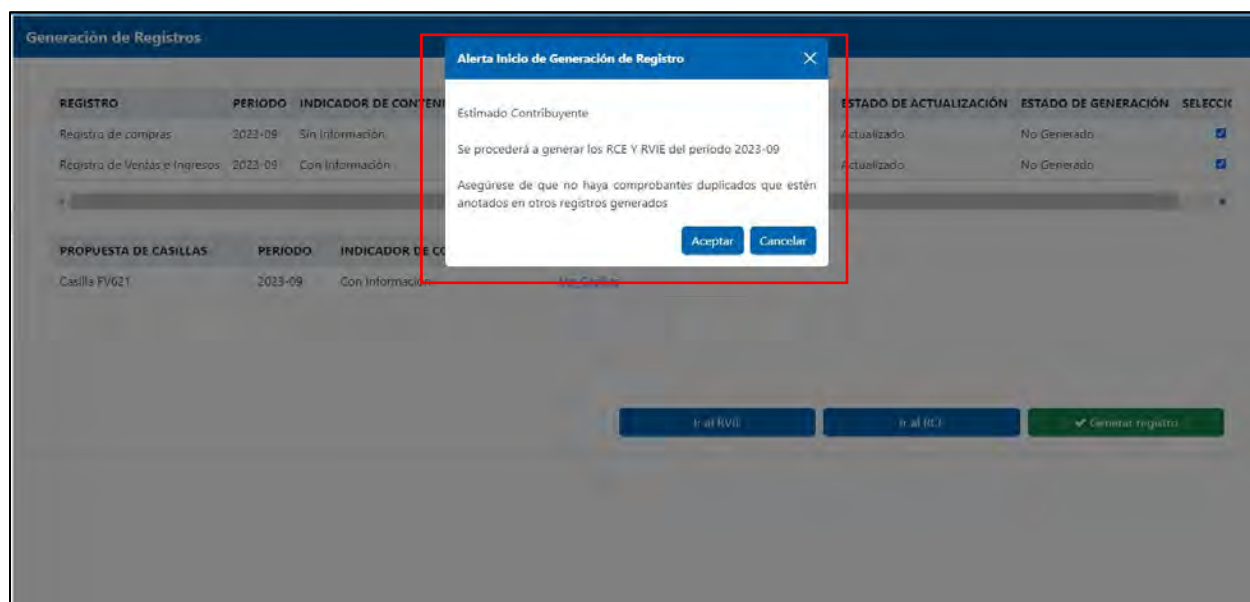 Generación de Registros
Alerta Inicio de Generación de Registro
REGISTRO PERIODO INDICADOR DE CONTENI ESTADO DE ACTUALIZACIÓN ESTADO DE GENERACIÓN SELECCIÓ
Estimado Contribuyente
Registro de compras 2023-09 Sin Información Actualizado No Generado
Se procederá a generar los RCE Y RVIE del periodo 2023-09
Registro de Ventas e Ingresos 2023-09 Con Información Actualizado No Generado
Asegúrese de que no haya comprobantes duplicados que estén
anotados en otros registros generados
Aceptar Cancelar
PROPUESTA DE CASILLAS PERIODO INDICADOR DE CO
Casilla FV621 2023-09 Con Información
Ir al RVIE Ir al RCE Generar registro